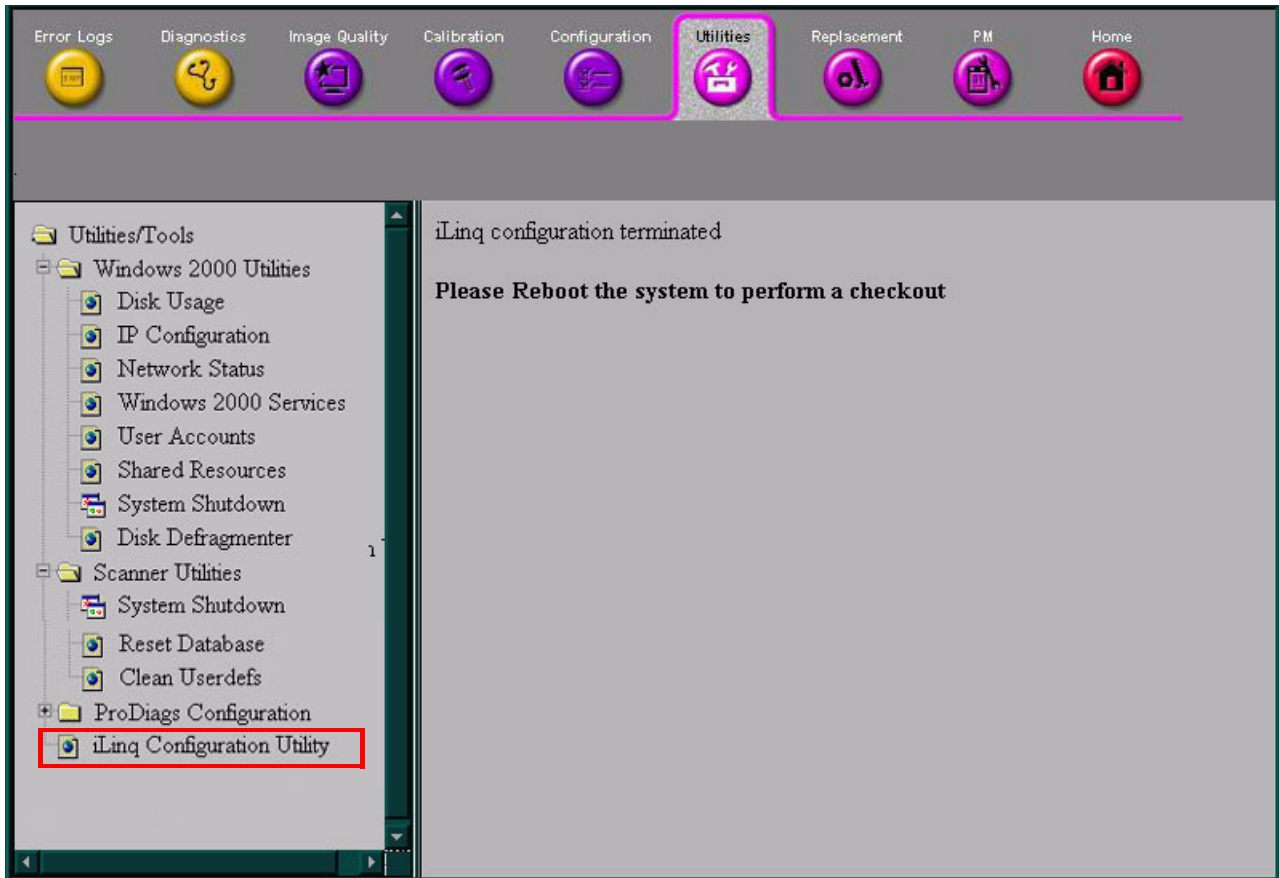 Error Logs
Diagnostics
Image Quality
Calibration
Configuration
Utilities
Replacement
PM
Home
Utilities/Tools
Windows 2000 Utilities
Disk Usage
IP Configuration
Network Status
Windows 2000 Services
User Accounts
Shared Resources
System Shutdown
Disk Defragmenter
Scanner Utilities
System Shutdown
Reset Database
Clean Userdefs
ProDiags Configuration
iLinq Configuration Utility
iLinq configuration terminated
Please Reboot the system to perform a checkout